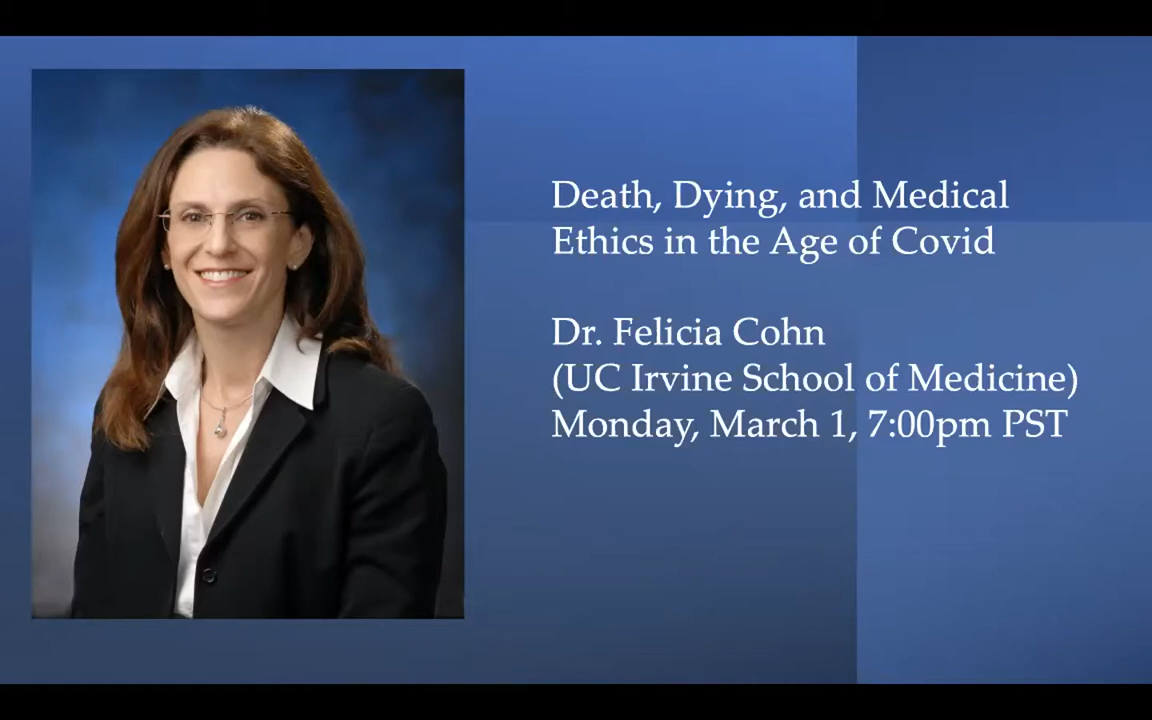 Death, Dying, and Medical
Ethics in the Age of Covid
Dr. Felicia Cohn
(UC Irvine School of Medicine)
Monday, March 1, 7:00pm PST